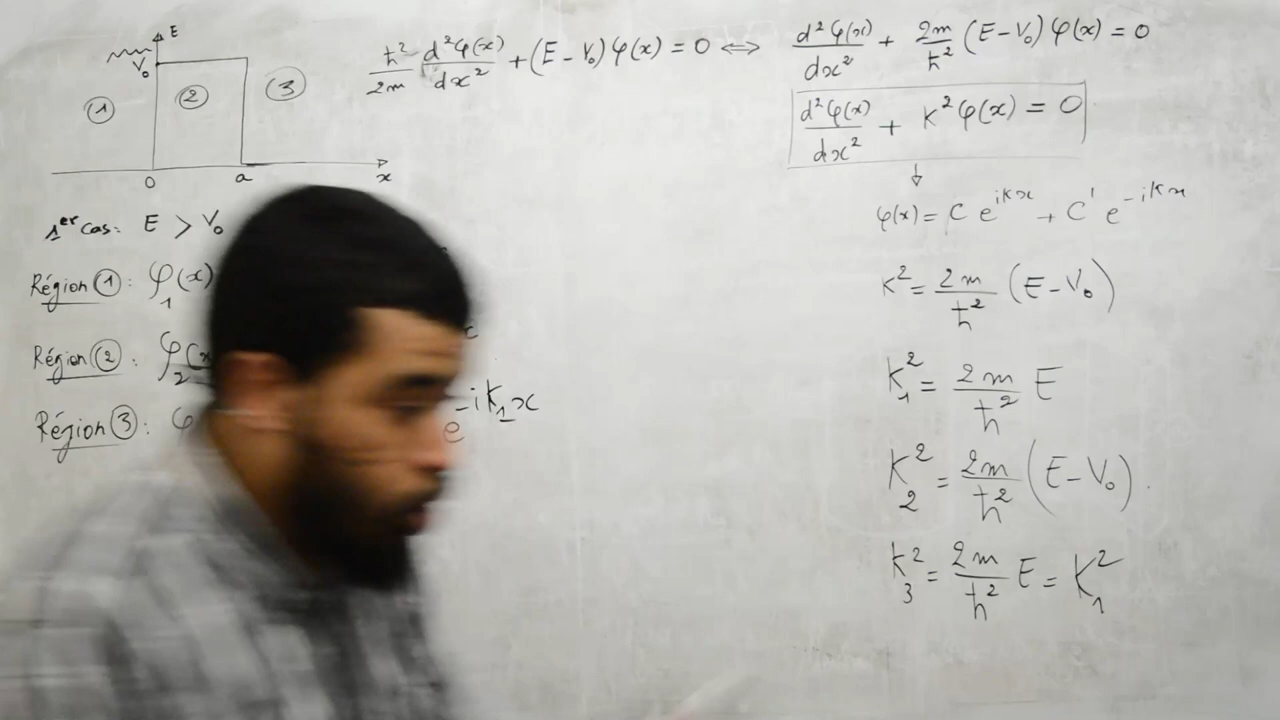 E
V₀
① ② ③
0 a x
ħ²/2m d²φ(x)/dx² + (E – V₀) φ(x) = 0 ⟺ d²φ(x)/dx² + 2m/ħ² (E – V₀) φ(x) = 0
d²φ(x)/dx² + K² φ(x) = 0
↓
φ(x) = C e^{iKx} + C' e^{-iKx}
1er cas: E > V₀
K² = 2m/ħ² (E – V₀)
Région ①: φ₁(x)
K₁² = 2m/ħ² E
Région ②: φ₂(x
Région ③: φ e^{-iK₁x}
K₂² = 2m/ħ² (E – V₀).
K₃² = 2m/ħ² E = K₁²